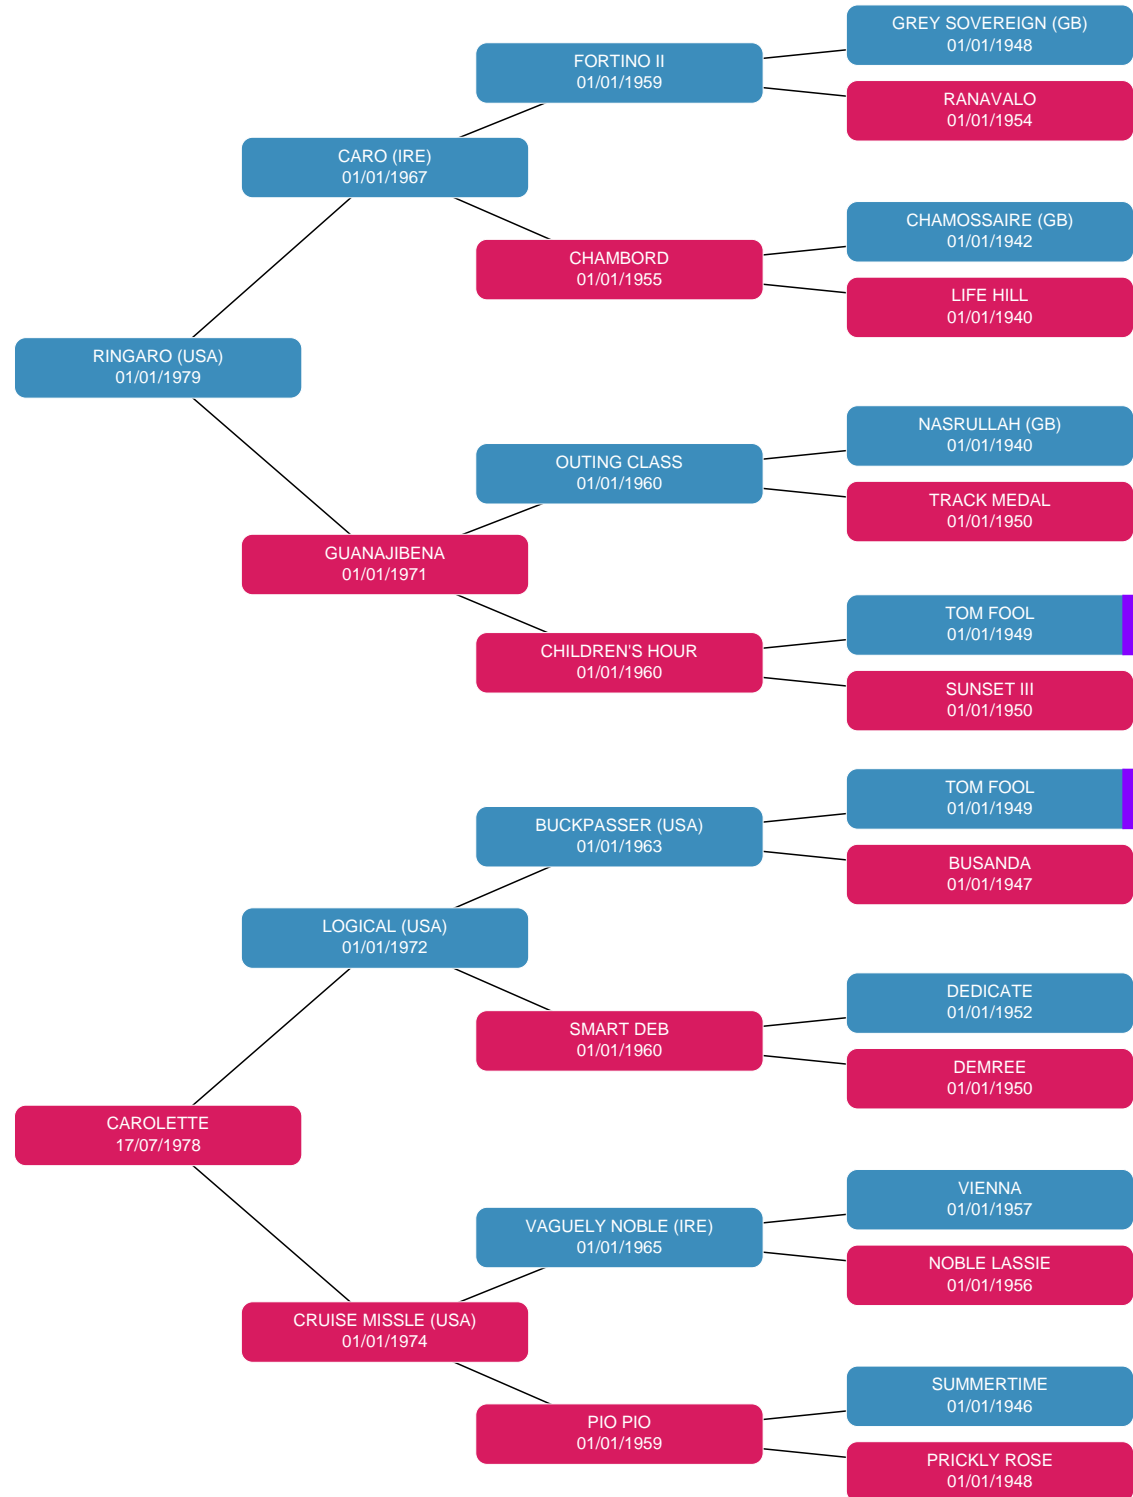 GREY SOVEREIGN (GB)
01/01/1948
FORTINO II
01/01/1959
RANAVALO
01/01/1954
CARO (IRE)
01/01/1967
CHAMOSSAIRE (GB)
01/01/1942
CHAMBORD
01/01/1955
LIFE HILL
01/01/1940
RINGARO (USA)
01/01/1979
NASRULLAH (GB)
01/01/1940
OUTING CLASS
01/01/1960
TRACK MEDAL
01/01/1950
GUANAJIBENA
01/01/1971
TOM FOOL
01/01/1949
CHILDREN'S HOUR
01/01/1960
SUNSET III
01/01/1950
TOM FOOL
01/01/1949
BUCKPASSER (USA)
01/01/1963
BUSANDA
01/01/1947
LOGICAL (USA)
01/01/1972
DEDICATE
01/01/1952
SMART DEB
01/01/1960
DEMREE
01/01/1950
CAROLETTE
17/07/1978
VIENNA
01/01/1957
VAGUELY NOBLE (IRE)
01/01/1965
NOBLE LASSIE
01/01/1956
CRUISE MISSLE (USA)
01/01/1974
SUMMERTIME
01/01/1946
PIO PIO
01/01/1959
PRICKLY ROSE
01/01/1948